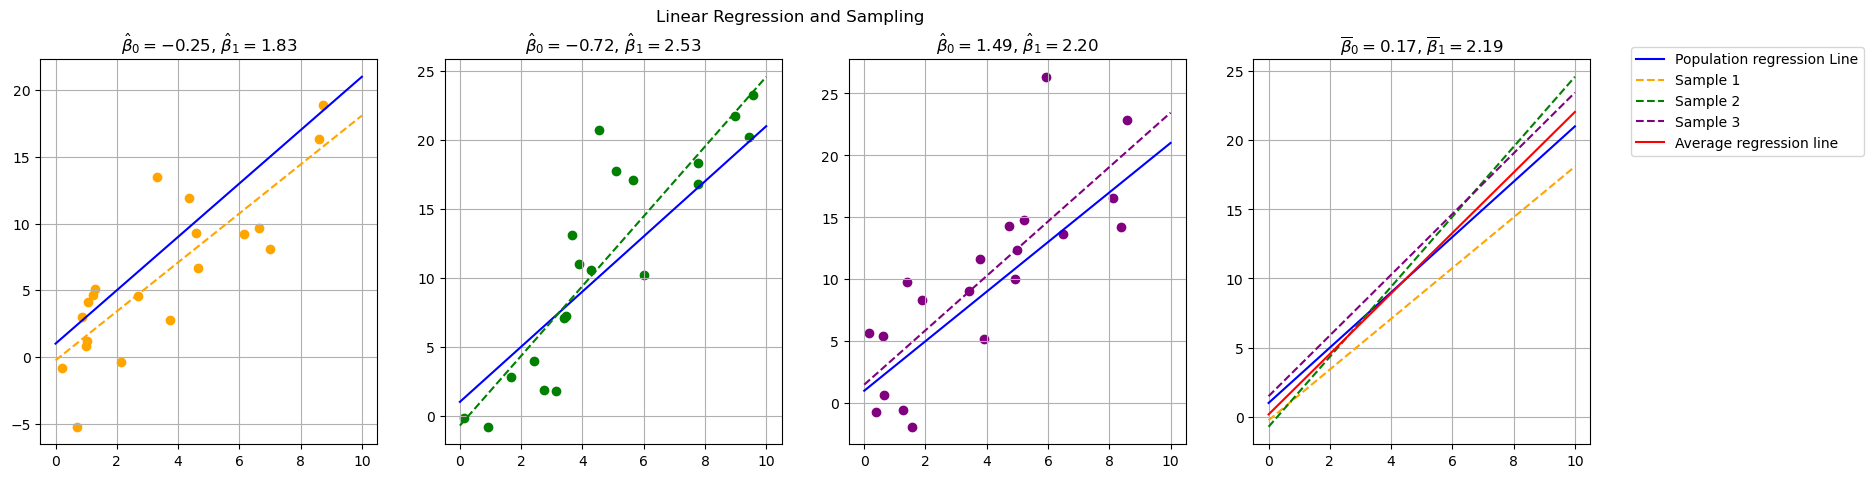 Linear Regression and Sampling
β̂₀ = −0.25, β̂₁ = 1.83
20
15
10
5
0
−5
0 2 4 6 8 10
β̂₀ = −0.72, β̂₁ = 2.53
25
20
15
10
5
0
0 2 4 6 8 10
β̂₀ = 1.49, β̂₁ = 2.20
25
20
15
10
5
0
0 2 4 6 8 10
β̅₀ = 0.17, β̅₁ = 2.19
25
20
15
10
5
0
0 2 4 6 8 10
Population regression Line
Sample 1
Sample 2
Sample 3
Average regression line